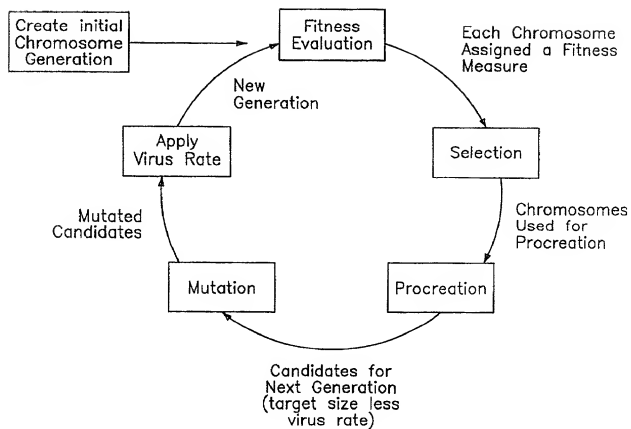 Create initial
Chromosome
Generation
Fitness
Evaluation
Each Chromosome
Assigned a Fitness
Measure
New
Generation
Apply
Virus Rate
Selection
Mutated
Candidates
Chromosomes
Used for
Procreation
Mutation
Procreation
Candidates for
Next Generation
(target size less
virus rate)